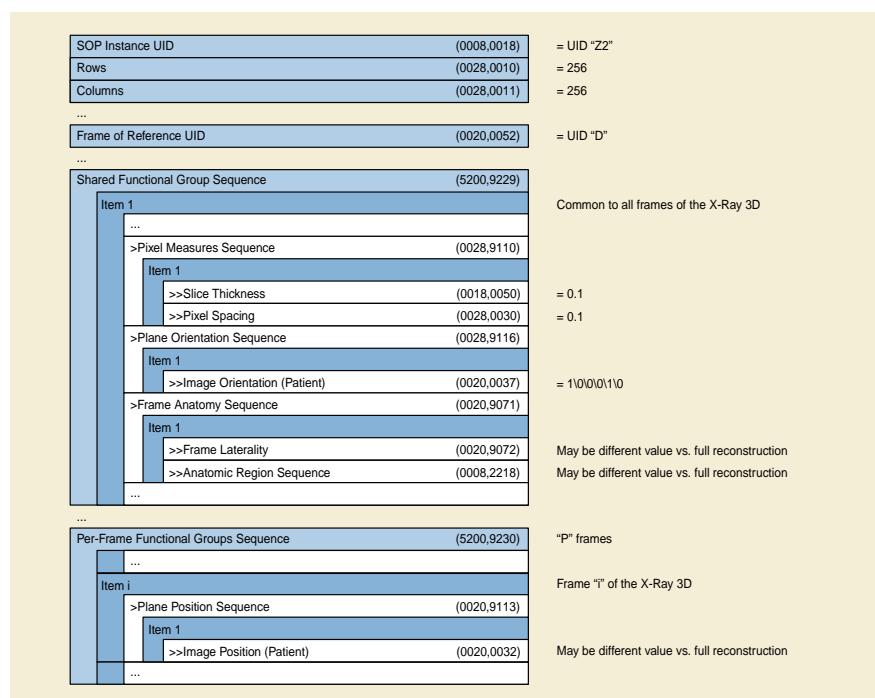 SOP Instance UID (0008,0018) = UID “Z2”
Rows (0028,0010) = 256
Columns (0028,0011) = 256
...
Frame of Reference UID (0020,0052) = UID “D”
...
Shared Functional Group Sequence (5200,9229)
Item 1 Common to all frames of the X-Ray 3D
...
>Pixel Measures Sequence (0028,9110)
Item 1
>>Slice Thickness (0018,0050) = 0.1
>>Pixel Spacing (0028,0030) = 0.1
>Plane Orientation Sequence (0028,9116)
Item 1
>>Image Orientation (Patient) (0020,0037) = 1\0\0\0\1\0
>Frame Anatomy Sequence (0020,9071)
Item 1
>>Frame Laterality (0020,9072) May be different value vs. full reconstruction
>>Anatomic Region Sequence (0008,2218) May be different value vs. full reconstruction
...
...
Per-Frame Functional Groups Sequence (5200,9230) “P” frames
...
Item i Frame “i” of the X-Ray 3D
>Plane Position Sequence (0020,9113)
Item 1
>>Image Position (Patient) (0020,0032) May be different value vs. full reconstruction
...